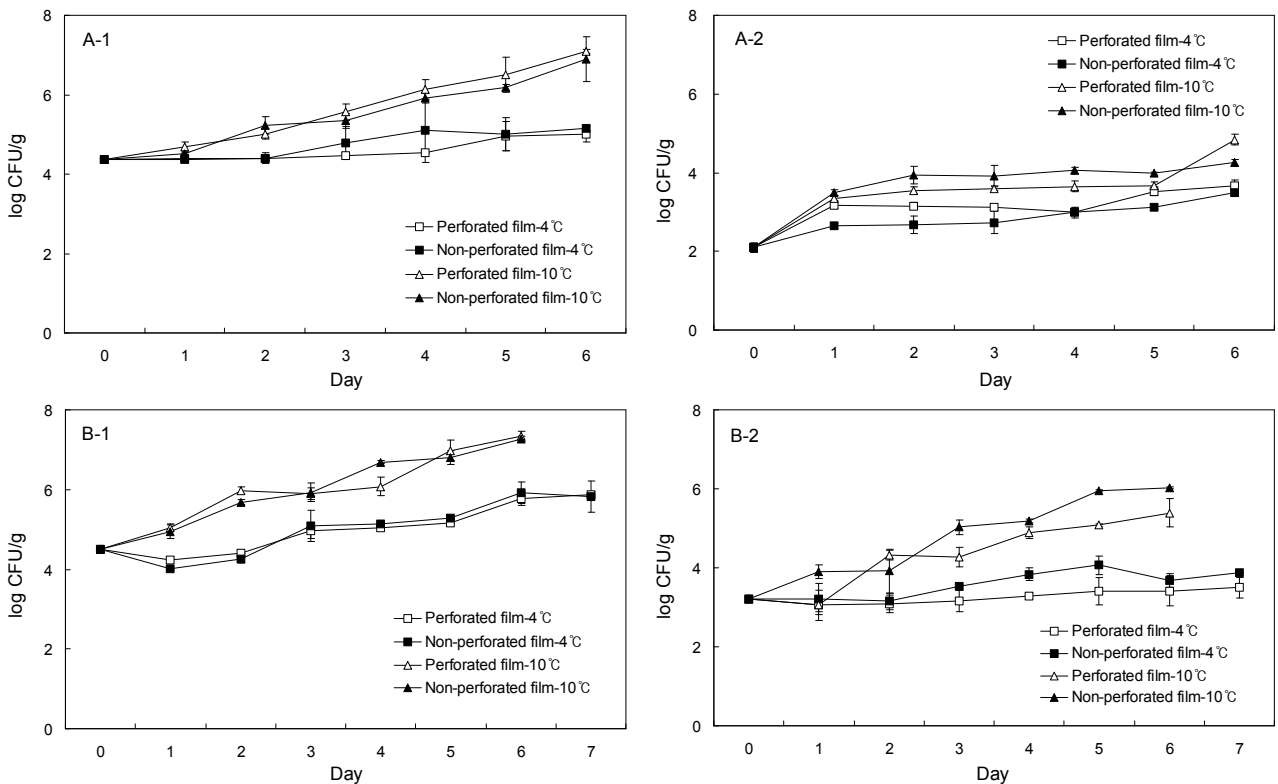 A-1
8
6
4
2
0
log CFU/g
Perforated film-4℃
Non-perforated film-4℃
Perforated film-10℃
Non-perforated film-10℃
0 1 2 3 4 5 6
Day
A-2
8
6
4
2
0
log CFU/g
Perforated film-4℃
Non-perforated film-4℃
Perforated film-10℃
Non-perforated film-10℃
0 1 2 3 4 5 6
Day
B-1
8
6
4
2
0
log CFU/g
Perforated film-4℃
Non-perforated film-4℃
Perforated film-10℃
Non-perforated film-10℃
0 1 2 3 4 5 6 7
Day
B-2
8
6
4
2
0
log CFU/g
Perforated film-4℃
Non-perforated film-4℃
Perforated film-10℃
Non-perforated film-10℃
0 1 2 3 4 5 6 7
Day